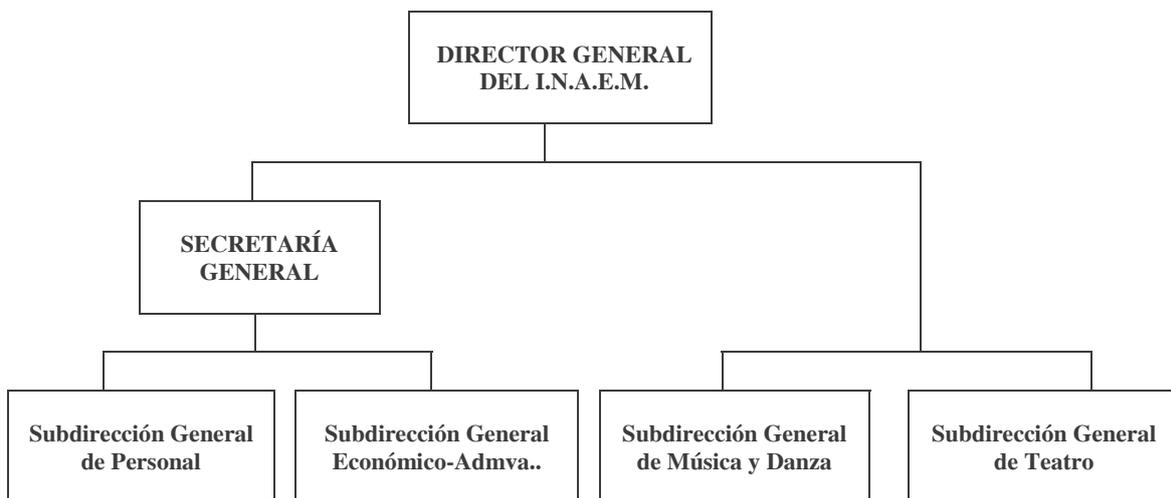 DIRECTOR GENERAL
DEL I.N.A.E.M.
SECRETARÍA
GENERAL
Subdirección General
de Personal
Subdirección General
Económico-Admva..
Subdirección General
de Música y Danza
Subdirección General
de Teatro